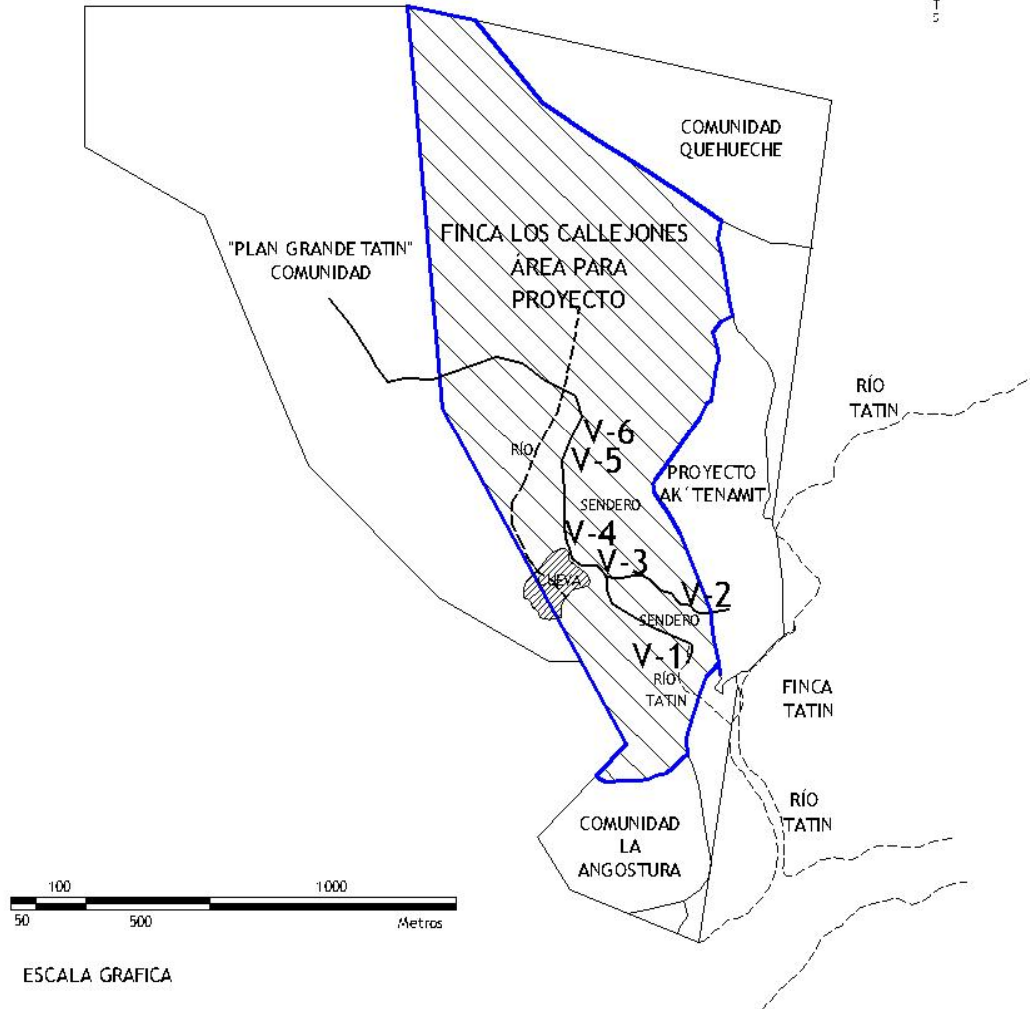 T
S
COMUNIDAD
QUEHUECHE
"PLAN GRANDE TATIN"
COMUNIDAD
FINCA LOS CALLEJONES
ÁREA PARA
PROYECTO
RÍO
TATIN
V-6
RÍO
V-5
PROYECTO
AK´TENAMIT
SENDERO
V-4
V-3
UEVA
V-2
SENDERO
V-1
RÍO
TATIN
FINCA
TATIN
RÍO
TATIN
COMUNIDAD
LA
ANGOSTURA
100
1000
50
500
Metros
ESCALA GRAFICA